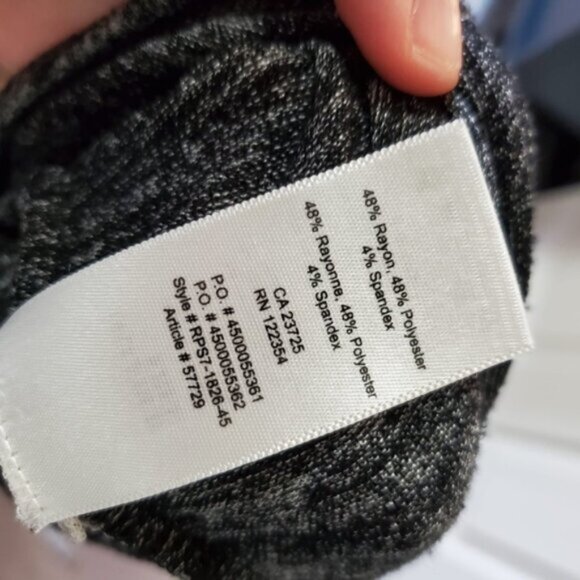 48% Rayon, 48% Polyester
4% Spandex
48% Rayonne, 48% Polyester
4% Spandex
CA 23725
RN 122354
P.O. # 4500055361
P.O. # 4500055362
Style # RPS7-1826-45
Article # 57729